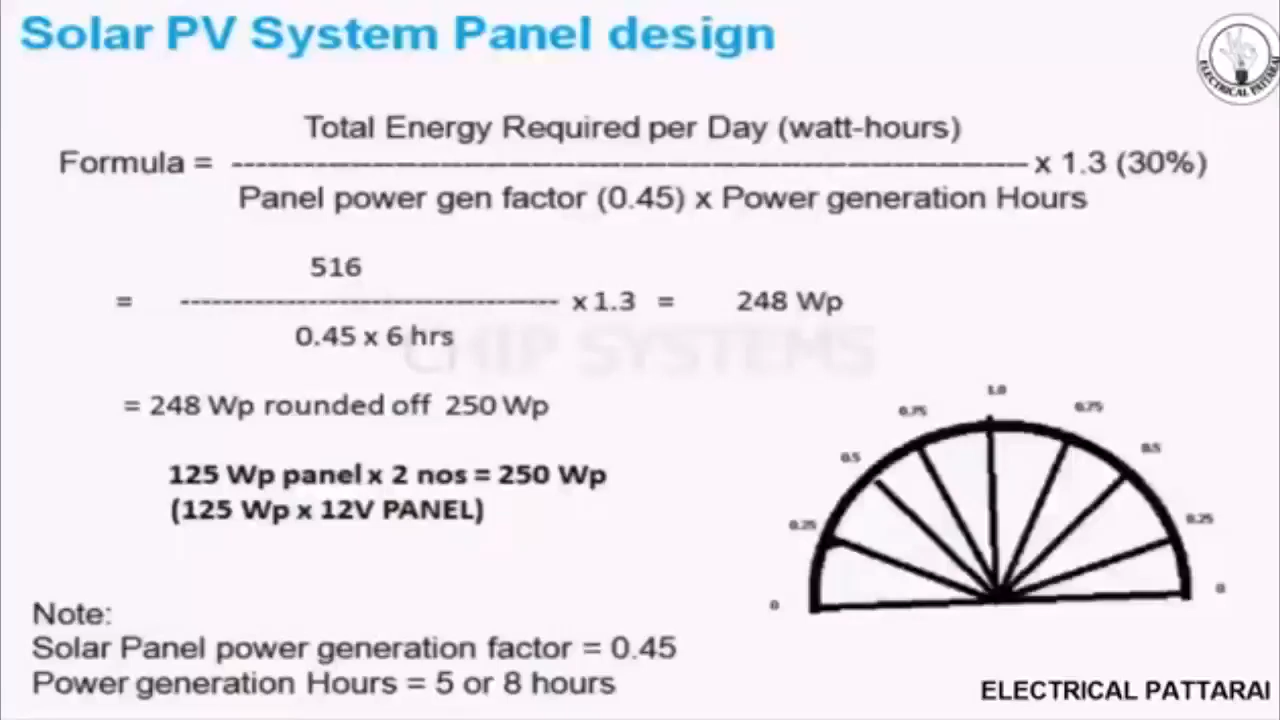 Solar PV System Panel design
ELECTRICAL PATTARAI
Total Energy Required per Day (watt-hours)
Formula = ------------------------------------------------ x 1.3 (30%)
Panel power gen factor (0.45) x Power generation Hours
516
= ------------------------------------ x 1.3 = 248 Wp
0.45 x 6 hrs
CHIP SYSTEMS
= 248 Wp rounded off 250 Wp
125 Wp panel x 2 nos = 250 Wp
(125 Wp x 12V PANEL)
1.0
0.75 0.75
0.5 0.5
0.25 0.25
0 0
Note:
Solar Panel power generation factor = 0.45
Power generation Hours = 5 or 8 hours
ELECTRICAL PATTARAI